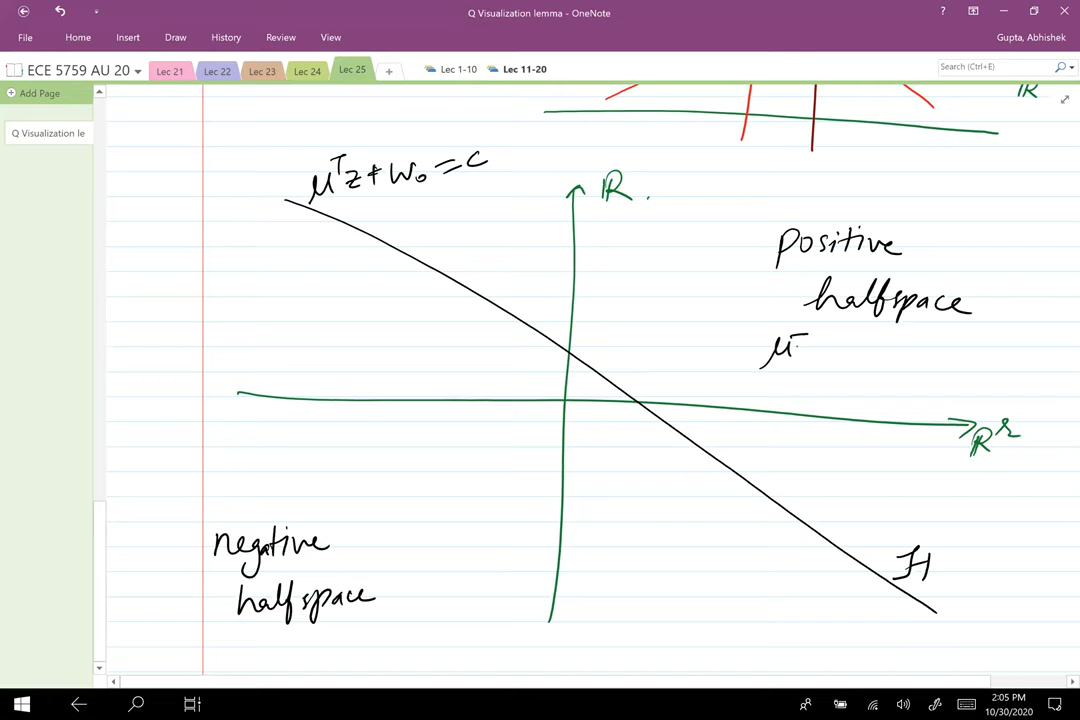 Q Visualization lemma - OneNote
?
File Home Insert Draw History Review View
Gupta, Abhishek
ECE 5759 AU 20
Lec 21 Lec 22 Lec 23 Lec 24 Lec 25 + Lec 1-10 Lec 11-20
Search (Ctrl+E)
Add Page
Q Visualization le
ℝ
μᵀz + w₀ = c
ℝ
positive
halfspace
μᵀ
ℝʳ
negative
halfspace
H
2:05 PM
10/30/2020